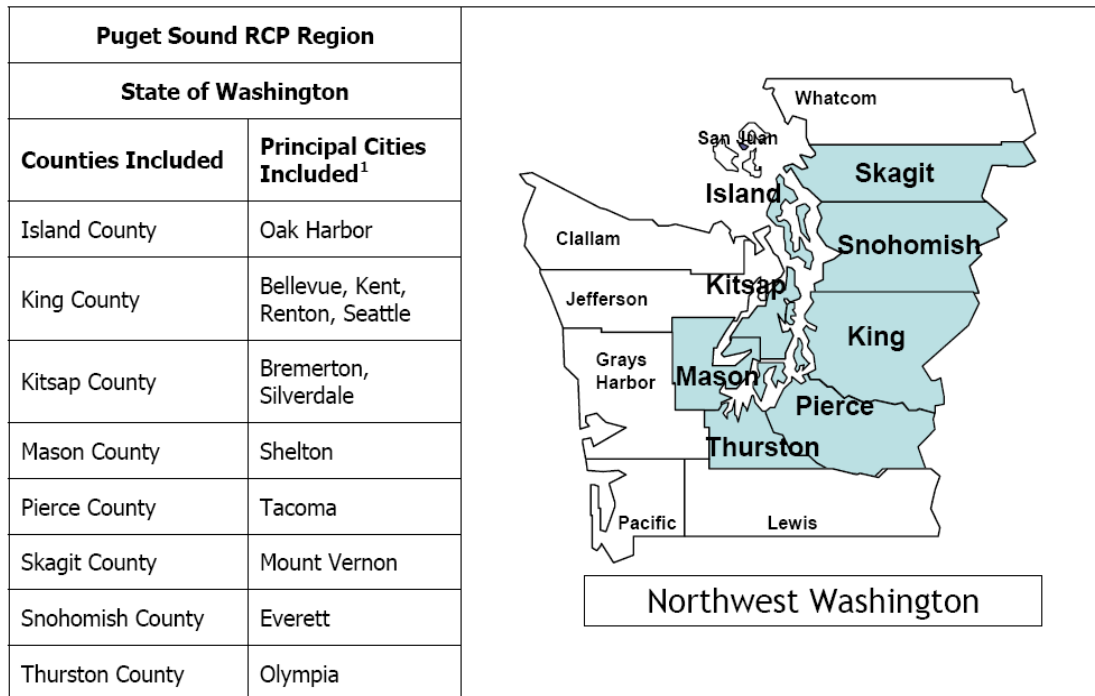 Puget Sound RCP Region
State of Washington
Counties Included
Principal Cities
Included1
Island County
Oak Harbor
King County
Bellevue, Kent,
Renton, Seattle
Kitsap County
Bremerton,
Silverdale
Mason County
Shelton
Pierce County
Tacoma
Skagit County
Mount Vernon
Snohomish County
Everett
Thurston County
Olympia
Whatcom
San Juan
Skagit
Island
Snohomish
Clallam
Kitsap
Jefferson
King
Grays
Harbor
Mason
Pierce
Thurston
Pacific
Lewis
Northwest Washington